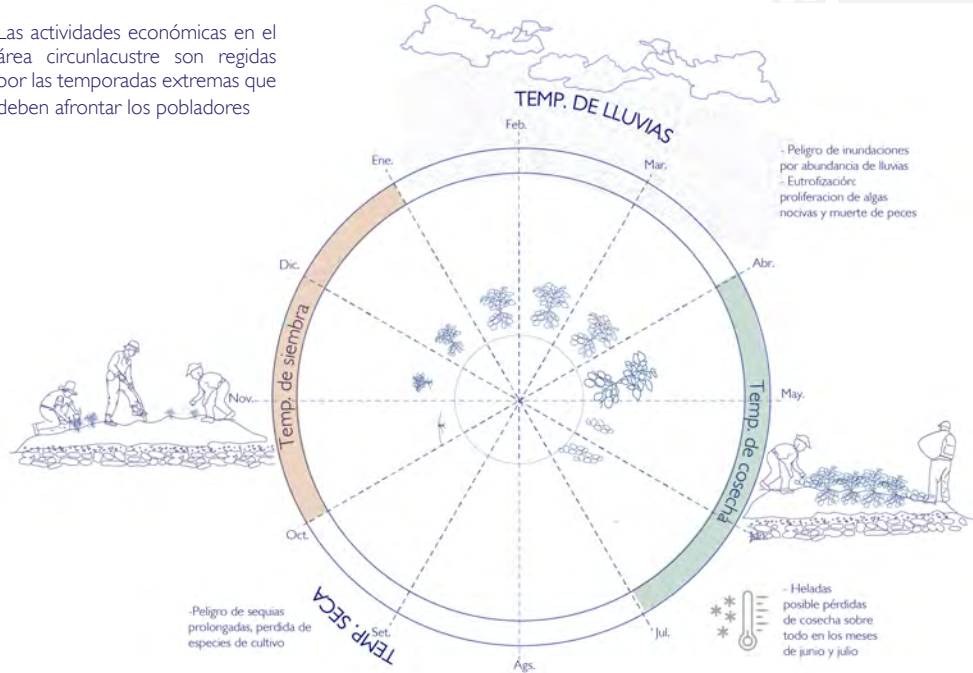 Las actividades económicas en el
área circunlacustre son regidas
por las temporadas extremas que
deben afrontar los pobladores
TEMP. DE LLUVIAS
Feb.
Ene.
Mar.
- Peligro de inundaciones
por abundancia de lluvias
- Eutrofización:
proliferacion de algas
nocivas y muerte de peces
Dic.
Abr.
Temp. de siembra
Nov.
May.
Temp. de cosecha
Oct.
TEMP. SECA
-Peligro de sequias
prolongadas, perdida de
especies de cultivo
Set.
Ags.
Jul.
- Heladas
posible pérdidas
de cosecha sobre
todo en los meses
de junio y julio